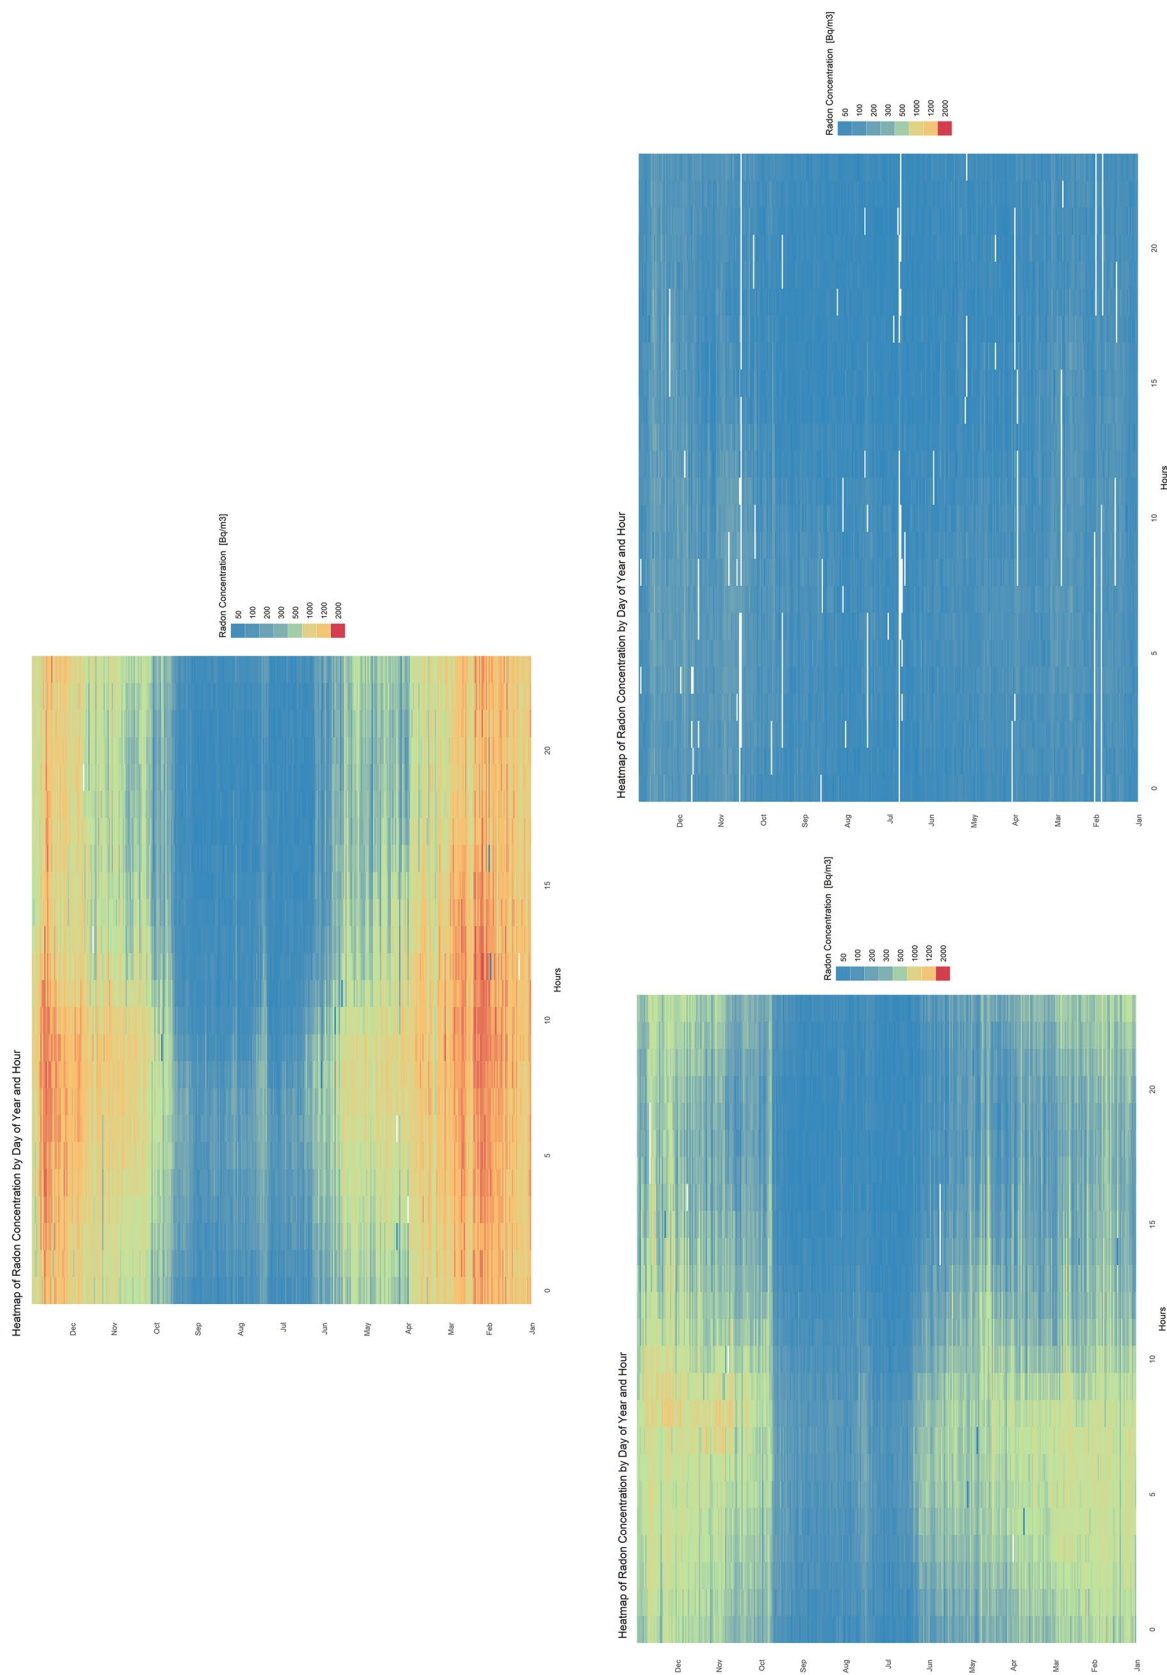 Heatmap of Radon Concentration by Day of Year and Hour
Dec
Nov
Oct
Sep
Aug
Jul
Jun
May
Apr
Mar
Feb
Jan
0 5 10 15 20
Hours
Radon Concentration [Bq/m3]
50
100
200
300
500
1000
1200
2000
Heatmap of Radon Concentration by Day of Year and Hour
Dec
Nov
Oct
Sep
Aug
Jul
Jun
May
Apr
Mar
Feb
Jan
0 5 10 15 20
Hours
Radon Concentration [Bq/m3]
50
100
200
300
500
1000
1200
2000
Heatmap of Radon Concentration by Day of Year and Hour
Dec
Nov
Oct
Sep
Aug
Jul
Jun
May
Apr
Mar
Feb
Jan
0 5 10 15 20
Hours
Radon Concentration [Bq/m3]
50
100
200
300
500
1000
1200
2000